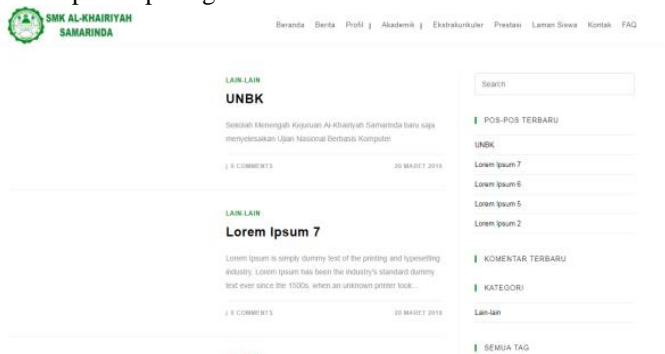 SMK AL-KHAIRIYAH
SAMARINDA
Beranda Berita Profil Akademik Ekstrakurikuler Prestasi Laman Siswa Kontak FAQ
LAIN-LAIN
UNBK
Sekolah Menengah Kejuruan Al-Khairiyah Samarinda baru saja
menyelesaikan Ujian Nasional Berbasis Komputer
| 0 COMMENTS
20 MARET 2018
LAIN-LAIN
Lorem Ipsum 7
Lorem Ipsum is simply dummy text of the printing and typesetting
industry. Lorem Ipsum has been the industry's standard dummy
text ever since the 1500s, when an unknown printer took...
| 0 COMMENTS
20 MARET 2018
Search
POS-POS TERBARU
UNBK
Lorem Ipsum 7
Lorem Ipsum 6
Lorem Ipsum 5
Lorem Ipsum 2
KOMENTAR TERBARU
KATEGORI
Lain-lain
SEMUA TAG